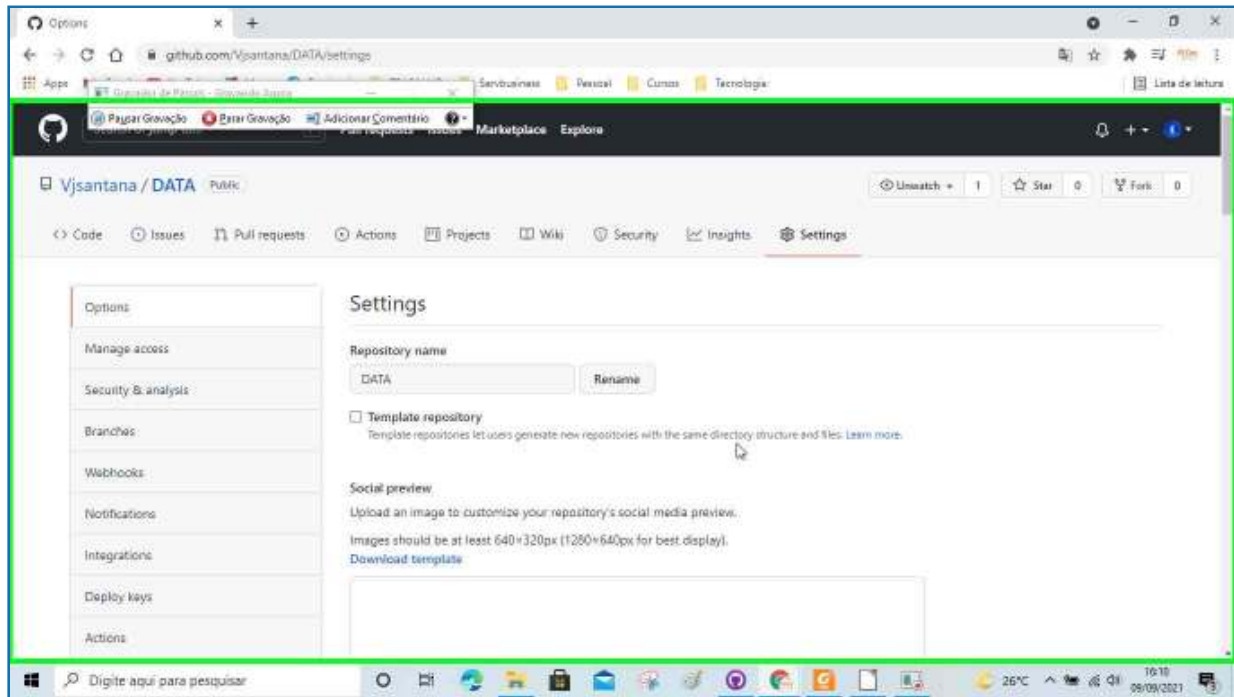 Options
github.com/Vjsantana/DATA/settings
Apps
Servbusiness Pessoal Cursos Tecnologia Lista de leitura
Gravador de Passos - Gravando Agora
Pausar Gravação Parar Gravação Adicionar Comentário
Pull requests Issues Marketplace Explore
Vjsantana / DATA Public
Unwatch 1 Star 0 Fork 0
Code Issues Pull requests Actions Projects Wiki Security Insights Settings
Options
Manage access
Security & analysis
Branches
Webhooks
Notifications
Integrations
Deploy keys
Actions
Settings
Repository name
DATA Rename
Template repository
Template repositories let users generate new repositories with the same directory structure and files. Learn more.
Social preview
Upload an image to customize your repository's social media preview.
Images should be at least 640×320px (1280×640px for best display).
Download template
Digite aqui para pesquisar
26°C
16:10
09/09/2021